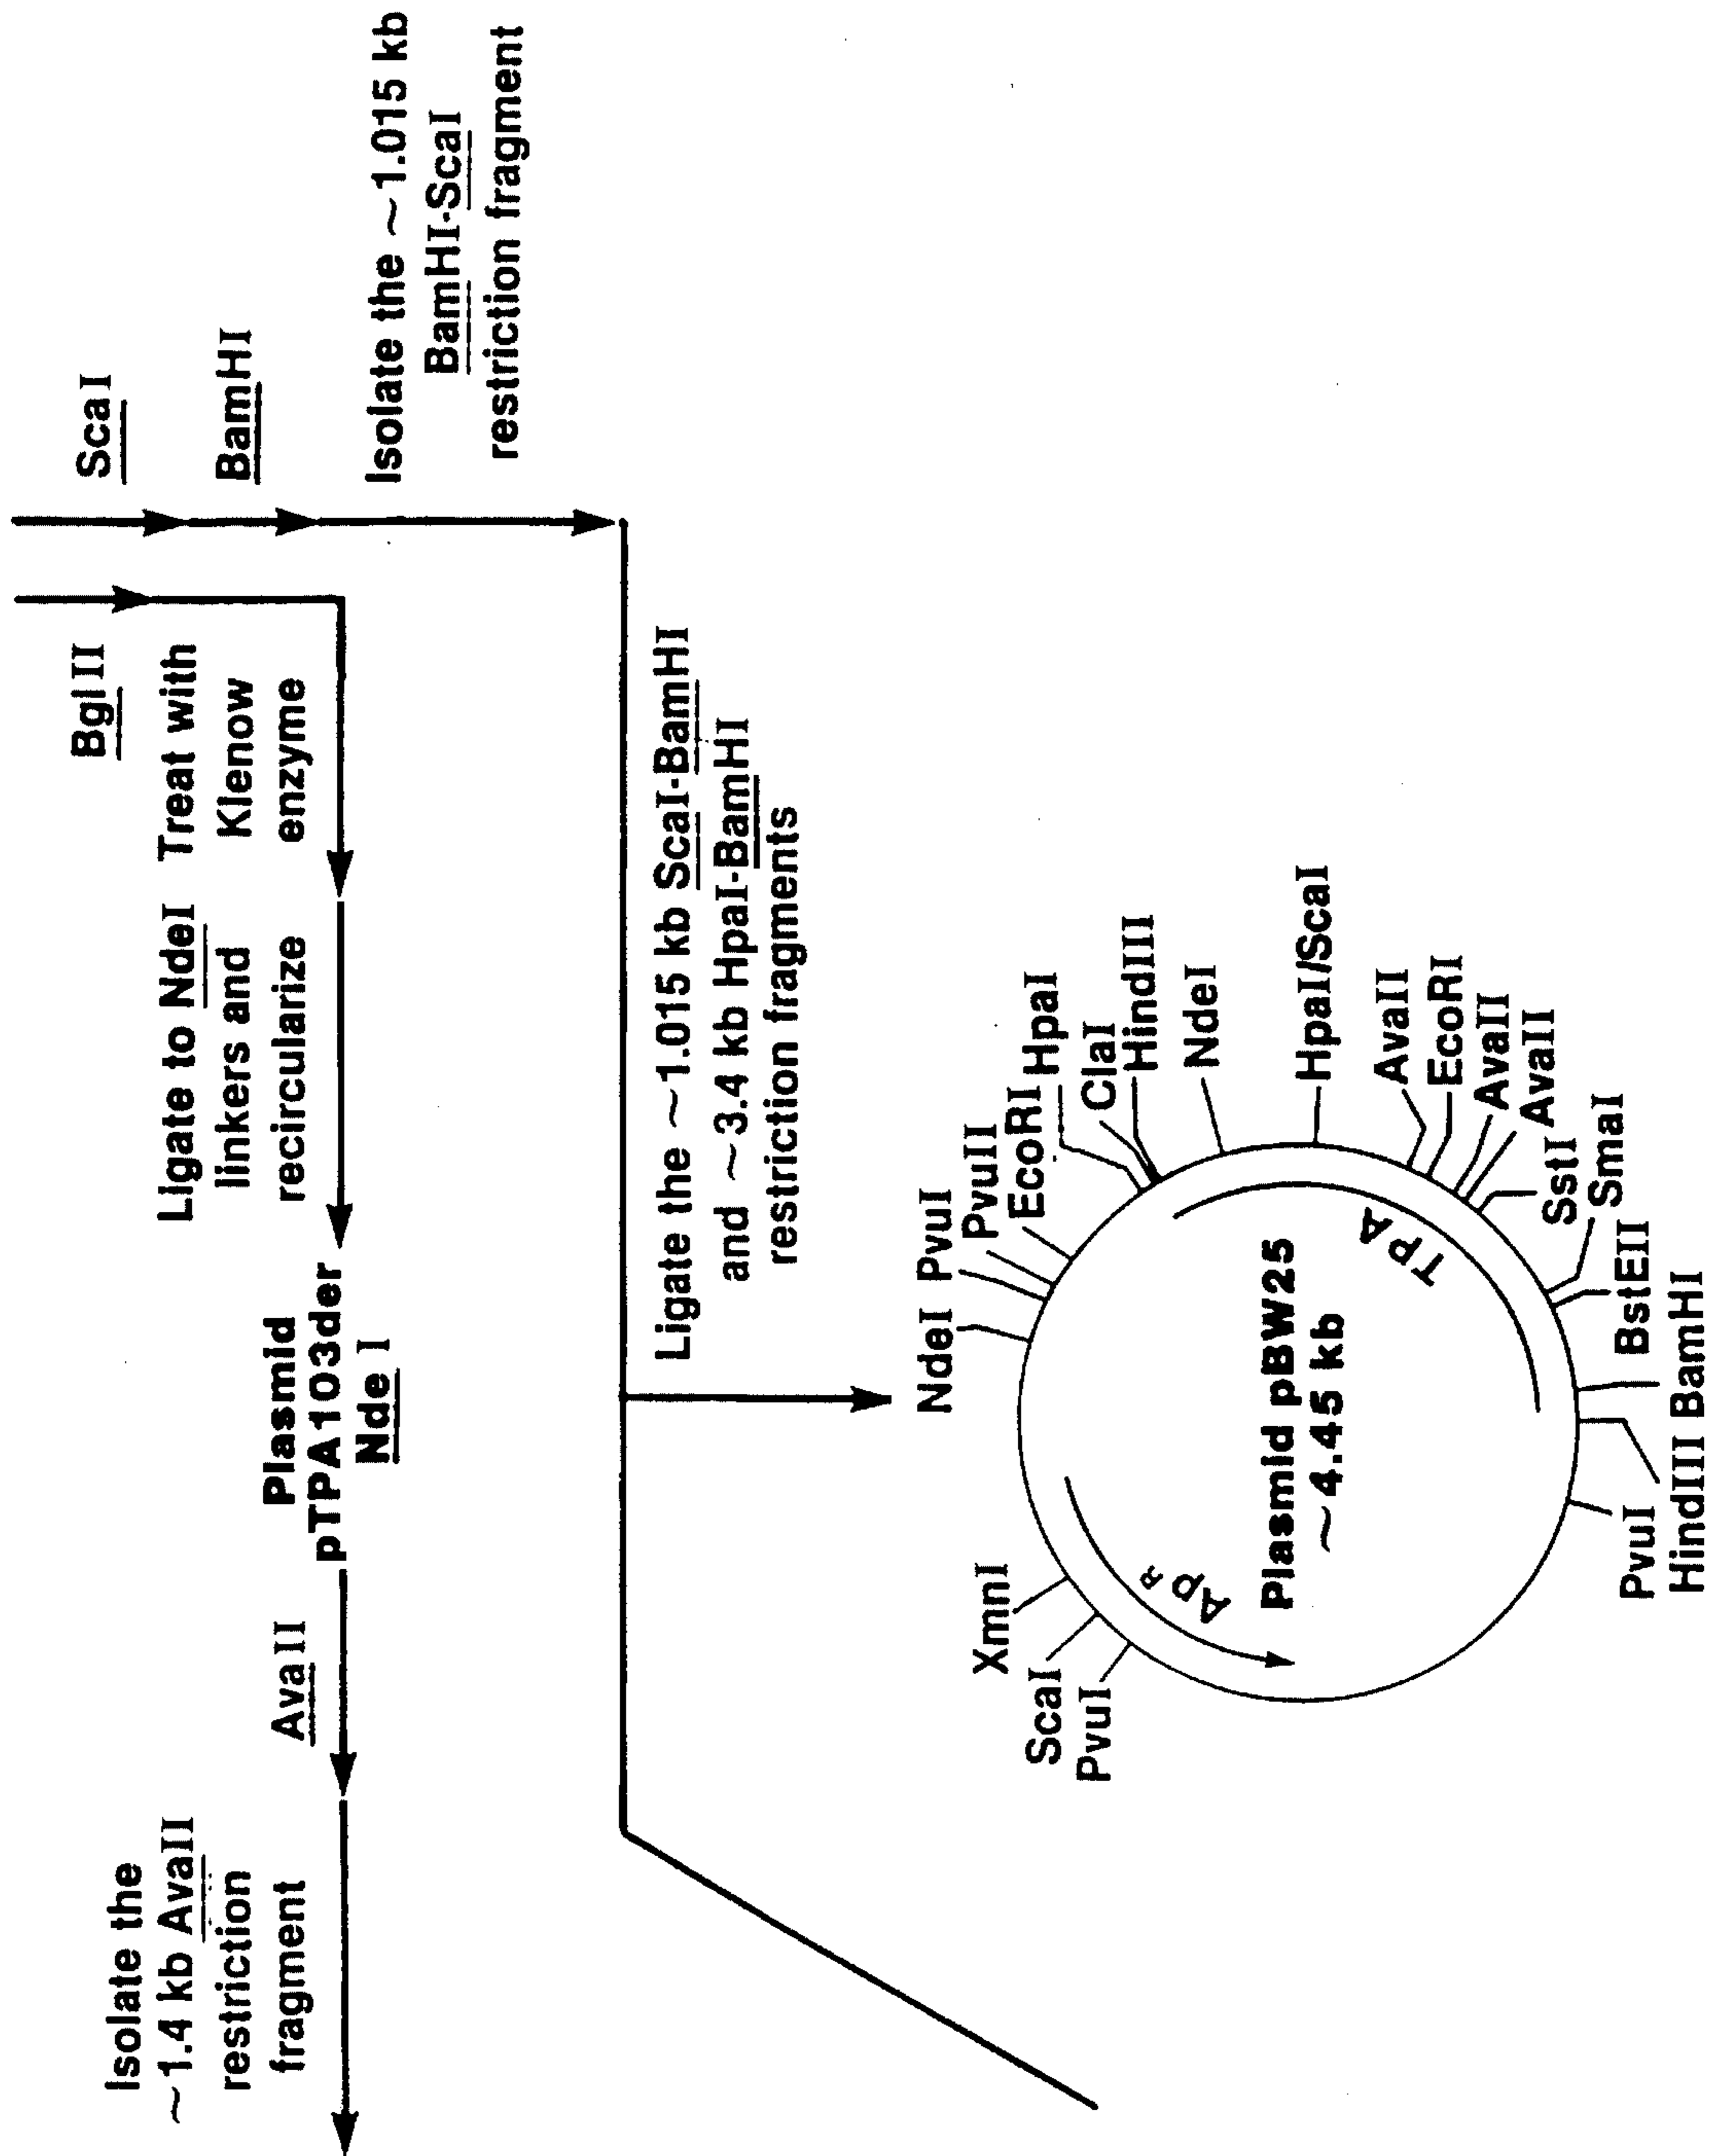 ScaI
BamHI
Isolate the ~1.015 kb
BamHI-ScaI
restriction fragment
BglII
Treat with
Klenow
enzyme
Ligate to NdeI
linkers and
recircularize
Plasmid
pTPA103der
Nde I
AvaII
Isolate the
~1.4 kb AvaII
restriction
fragment
Ligate the ~1.015 kb ScaI-BamHI
and ~3.4 kb HpaI-BamHI
restriction fragments
XmnI
ScaI
PvuI
NdeI
PvuI
PvuII
EcoRI
HpaI
ClaI
HindIII
NdeI
HpaII/ScaI
AvaII
EcoRI
AvaII
AvaII
SstI
SmaI
BstEII
BamHI
HindIII
PvuI
ApR
TPA
Plasmid pBW25
~4.45 kb